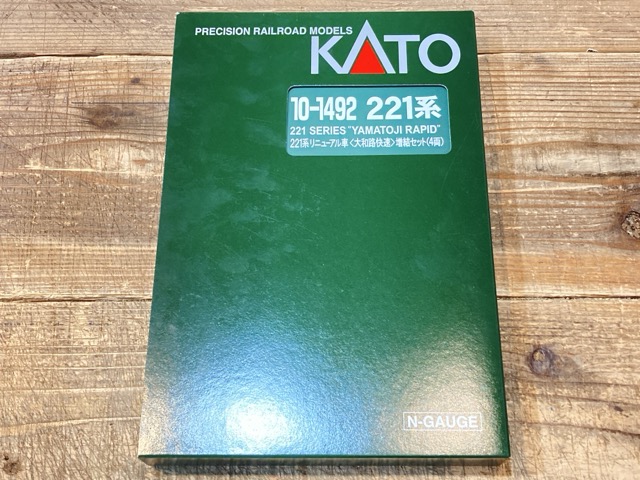 PRECISION RAILROAD MODELS
KATO
10-1492 221系
221 SERIES "YAMATOJI RAPID"
221系リニューアル車〈大和路快速〉増結セット(4両)
N-GAUGE